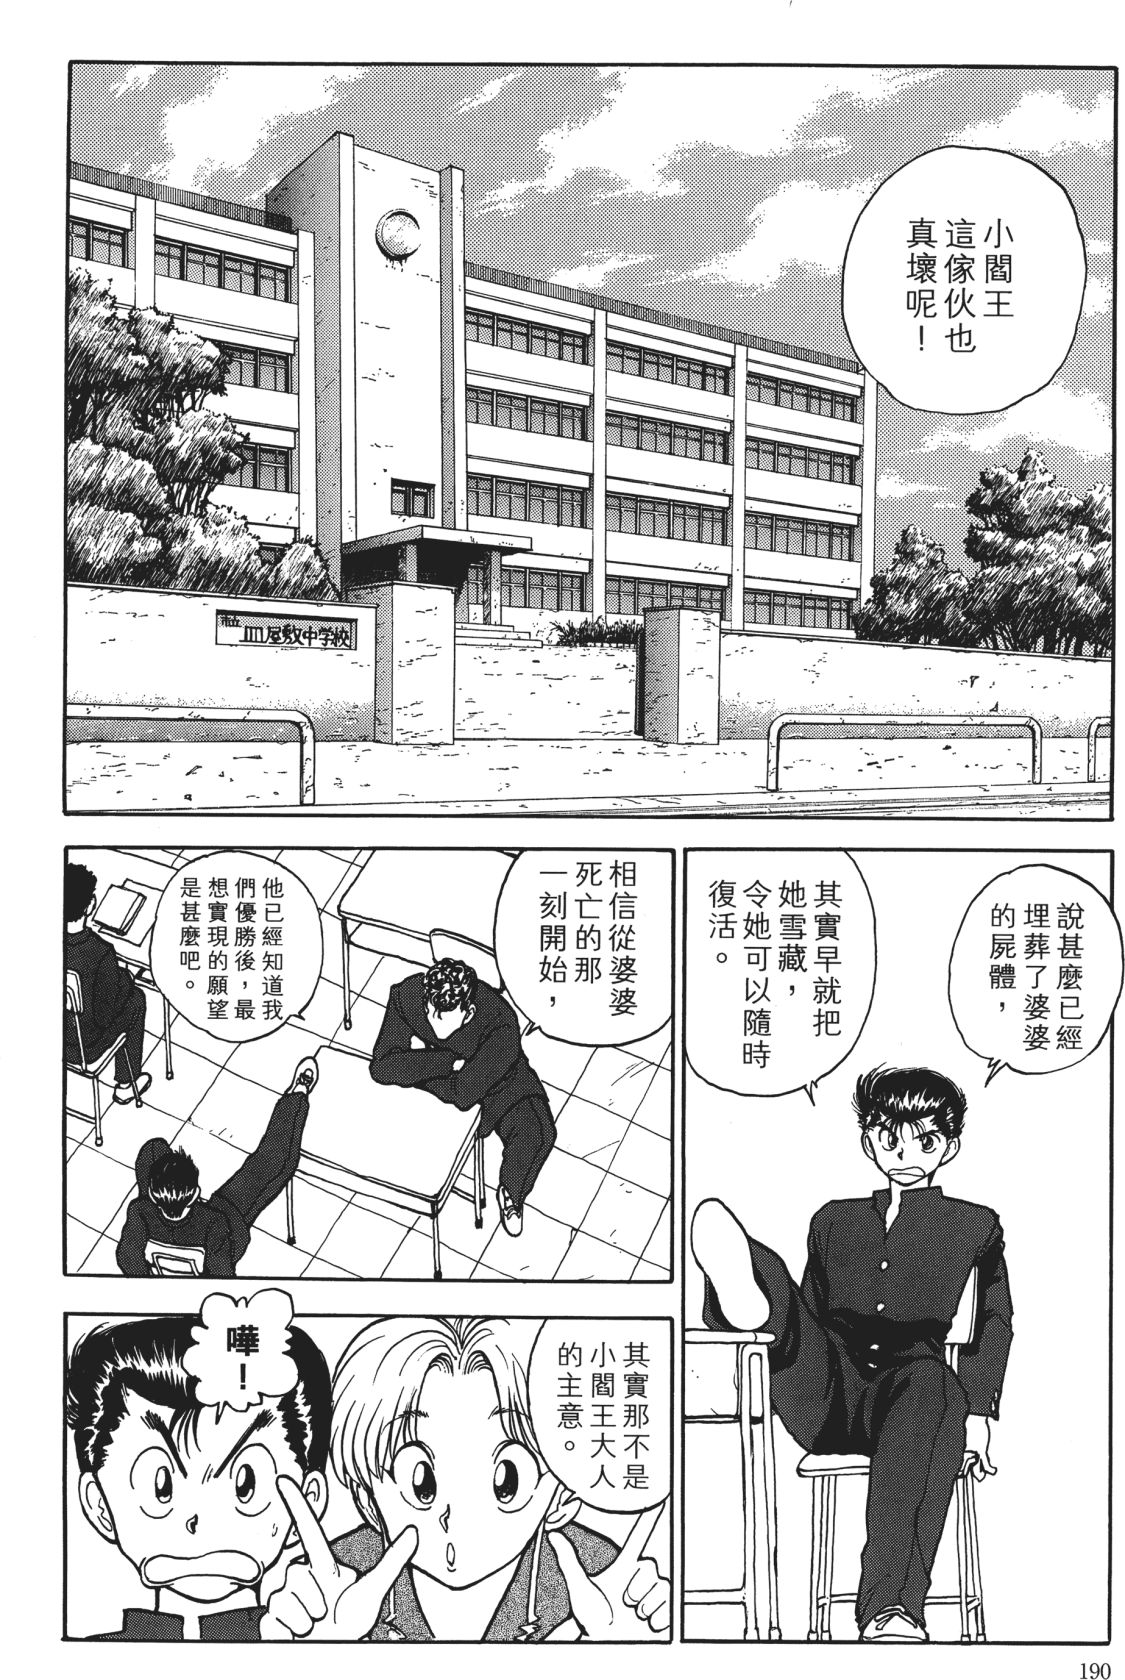 小閻王
這傢伙也
真壞呢！
市立
皿屋敷中学校
說甚麼已經
埋葬了婆婆
的屍體，
其實早就把
她雪藏，
令她可以隨時
復活。
相信從婆婆
死亡的那
一刻開始，
他已經知道我
們優勝後，最
想實現的願望
是甚麼吧。
其實那不是
小閻王大人
的主意。
嘩！
190